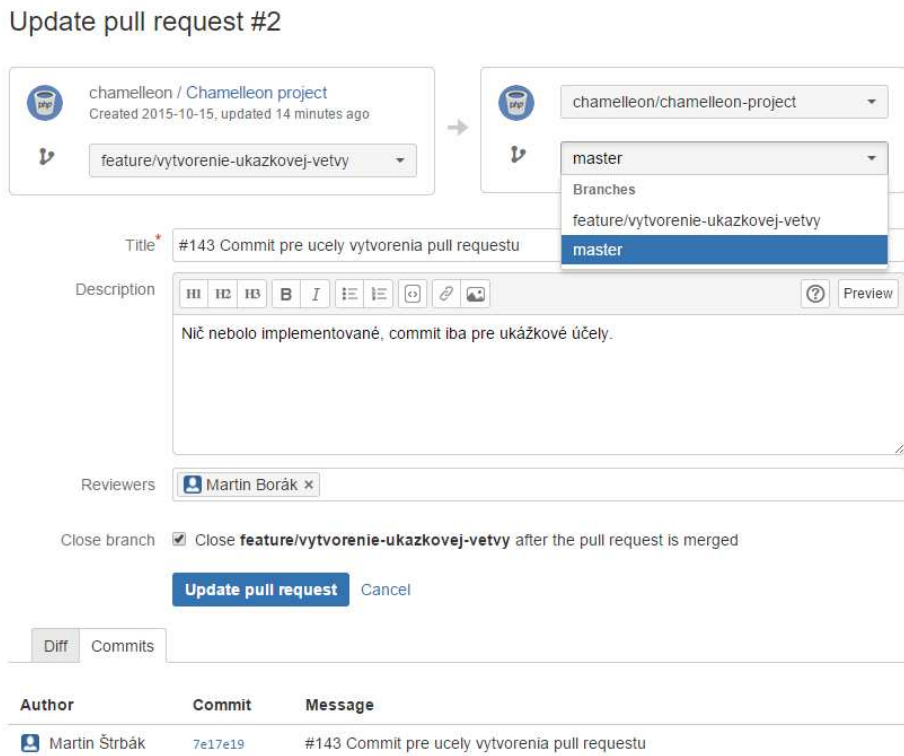 Update pull request #2
chamelleon / Chamelleon project
Created 2015-10-15, updated 14 minutes ago
feature/vytvorenie-ukazkovej-vetvy
php
php
chamelleon/chamelleon-project
master
Branches
feature/vytvorenie-ukazkovej-vetvy
master
Title* #143 Commit pre ucely vytvorenia pull requestu
Description H1 H2 H3 B I Preview
Nič nebolo implementované, commit iba pre ukážkové účely.
Reviewers Martin Borák ×
Close branch Close feature/vytvorenie-ukazkovej-vetvy after the pull request is merged
Update pull request Cancel
Diff Commits
Author Commit Message
Martin Štrbák 7e17e19 #143 Commit pre ucely vytvorenia pull requestu